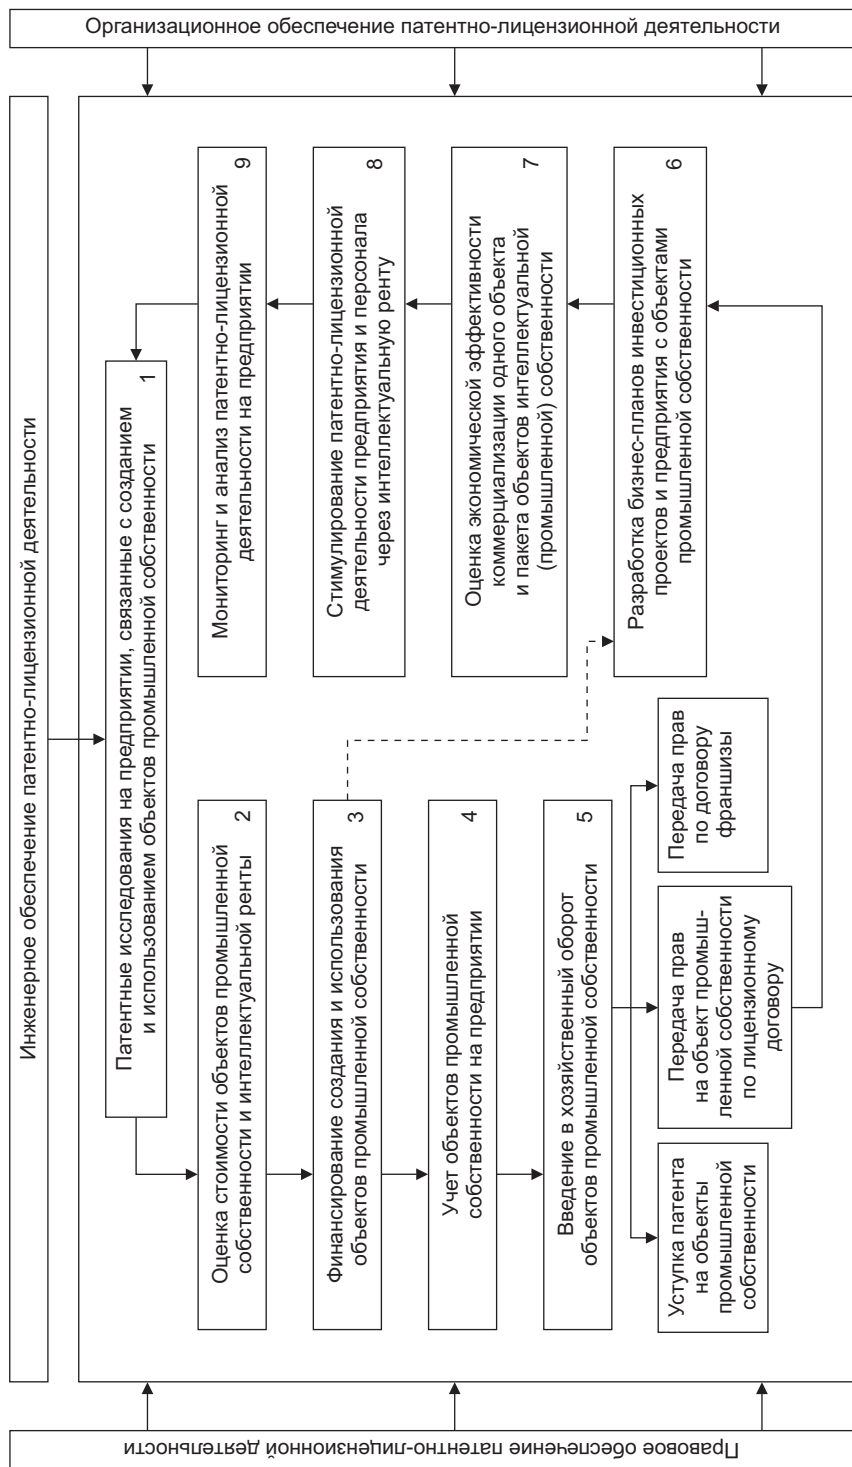 Инженерное обеспечение патентно-лицензионной деятельности
Правовое обеспечение патентно-лицензионной деятельности
Организационное обеспечение патентно-лицензионной деятельности
Патентные исследования на предприятии, связанные с созданием
и использованием объектов промышленной собственности
1
Оценка стоимости объектов промышленной
собственности и интеллектуальной ренты
2
Финансирование создания и использования
объектов промышленной собственности
3
Учет объектов промышленной
собственности на предприятии
4
Введение в хозяйственный оборот
объектов промышленной собственности
5
Уступка патента
на объекты
промышленной
собственности
Передача прав
на объект промыш-
ленной собственности
по лицензионному
договору
Передача прав
по договору
франшизы
Разработка бизнес-планов инвестиционных
проектов и предприятия с объектами
промышленной собственности
6
Оценка экономической эффективности
коммерциализации одного объекта
и пакета объектов интеллектуальной
(промышленной) собственности
7
Стимулирование патентно-лицензионной
деятельности предприятия и персонала
через интеллектуальную ренту
8
Мониторинг и анализ патентно-лицензионной
деятельности на предприятии
9